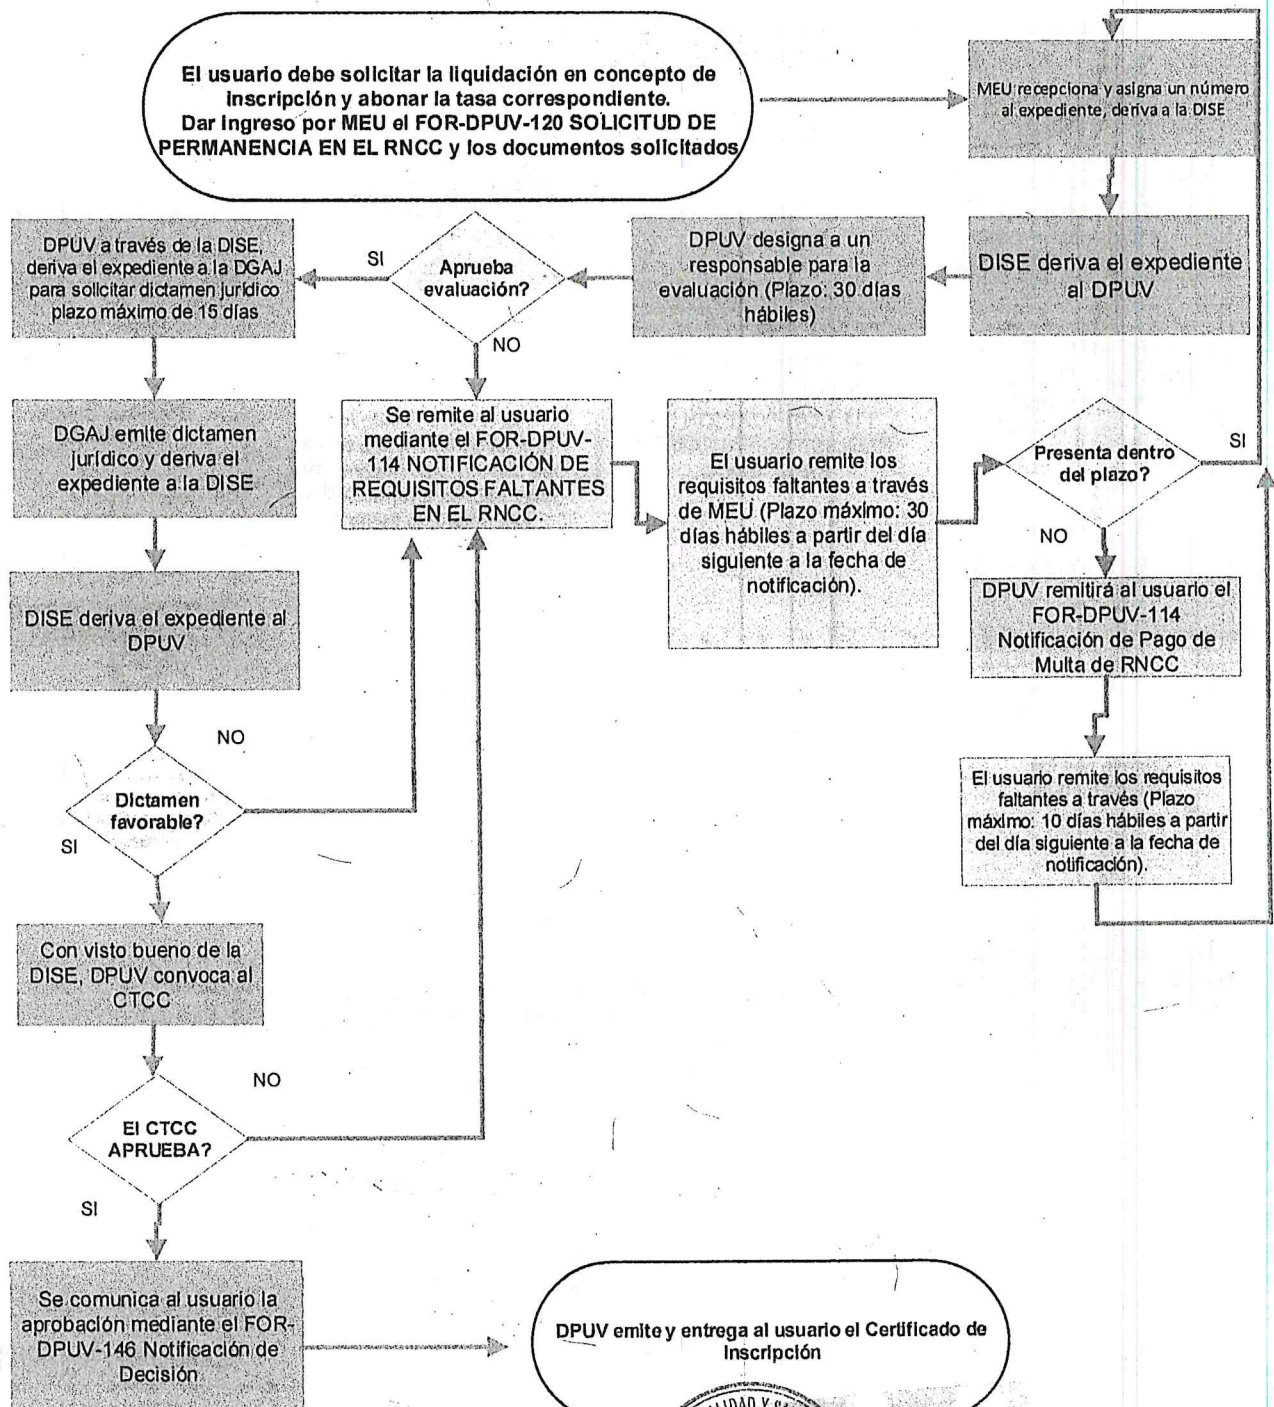 El usuario debe solicitar la liquidación en concepto de
inscripción y abonar la tasa correspondiente.
Dar ingreso por MEU el FOR-DPUV-120 SOLICITUD DE
PERMANENCIA EN EL RNCC y los documentos solicitados
MEU recepciona y asigna un número
al expediente, deriva a la DISE
DISE deriva el expediente
al DPUV
DPUV designa a un
responsable para la
evaluación (Plazo: 30 días
hábiles)
Aprueba
evaluación?
SI
NO
DPUV a través de la DISE,
deriva el expediente a la DGAJ
para solicitar dictamen jurídico
plazo máximo de 15 días
DGAJ emite dictamen
jurídico y deriva el
expediente a la DISE
Se remite al usuario
mediante el FOR-DPUV-
114 NOTIFICACIÓN DE
REQUISITOS FALTANTES
EN EL RNCC.
El usuario remite los
requisitos faltantes a través
de MEU (Plazo máximo: 30
días hábiles a partir del día
siguiente a la fecha de
notificación).
Presenta dentro
del plazo?
SI
NO
DPUV remitirá al usuario el
FOR-DPUV-114
Notificación de Pago de
Multa de RNCC
El usuario remite los requisitos
faltantes a través (Plazo
máximo: 10 días hábiles a partir
del día siguiente a la fecha de
notificación).
DISE deriva el expediente al
DPUV
Dictamen
favorable?
NO
SI
Con visto bueno de la
DISE, DPUV convoca al
CTCC
El CTCC
APRUEBA?
NO
SI
Se comunica al usuario la
aprobación mediante el FOR-
DPUV-146 Notificación de
Decisión
DPUV emite y entrega al usuario el Certificado de
Inscripción